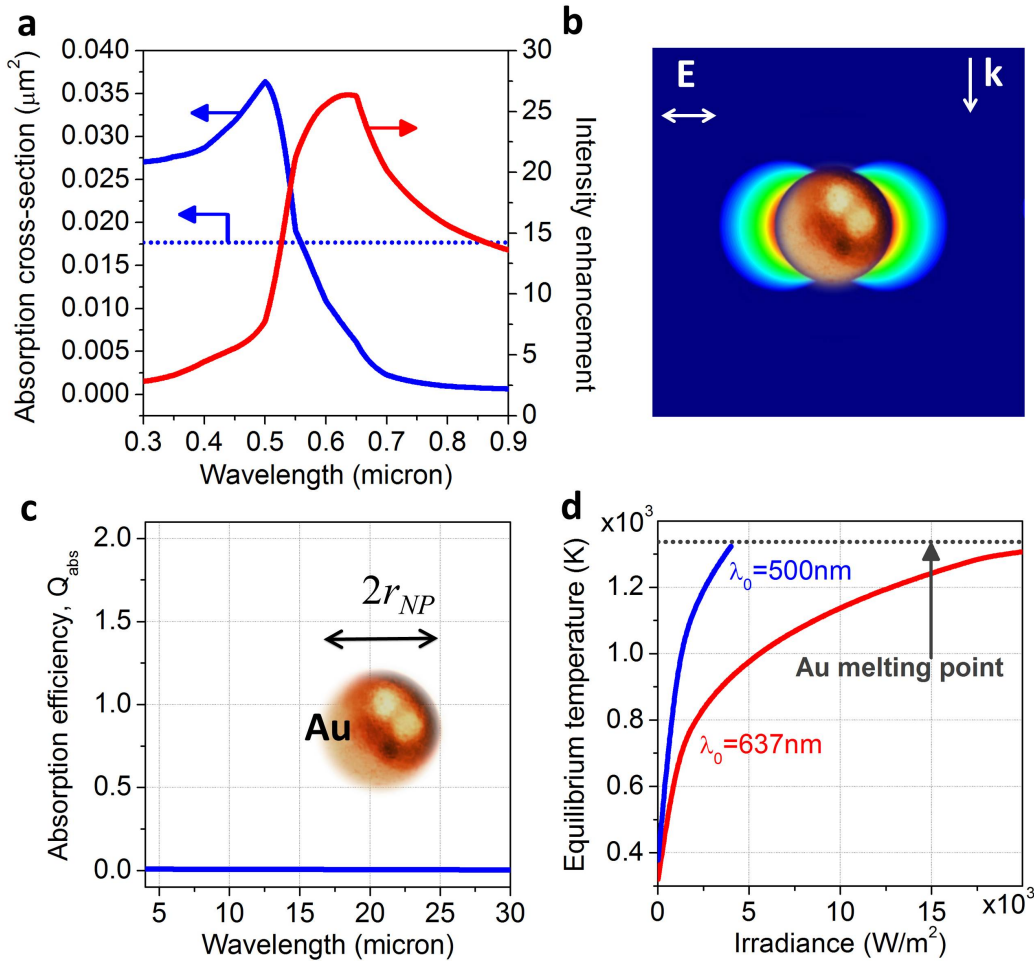 a
Absorption cross-section (μm²)
0.040
0.035
0.030
0.025
0.020
0.015
0.010
0.005
0.000
30
25
20
15
10
5
0
Intensity enhancement
0.3 0.4 0.5 0.6 0.7 0.8 0.9
Wavelength (micron)
b
E
k
c
Absorption efficiency, Q_abs
2.0
1.5
1.0
0.5
0.0
2r_NP
Au
5 10 15 20 25 30
Wavelength (micron)
d
x10³
Equilibrium temperature (K)
1.2
1.0
0.8
0.6
0.4
λ₀=500nm
Au melting point
λ₀=637nm
0 5 10 15 x10³
Irradiance (W/m²)